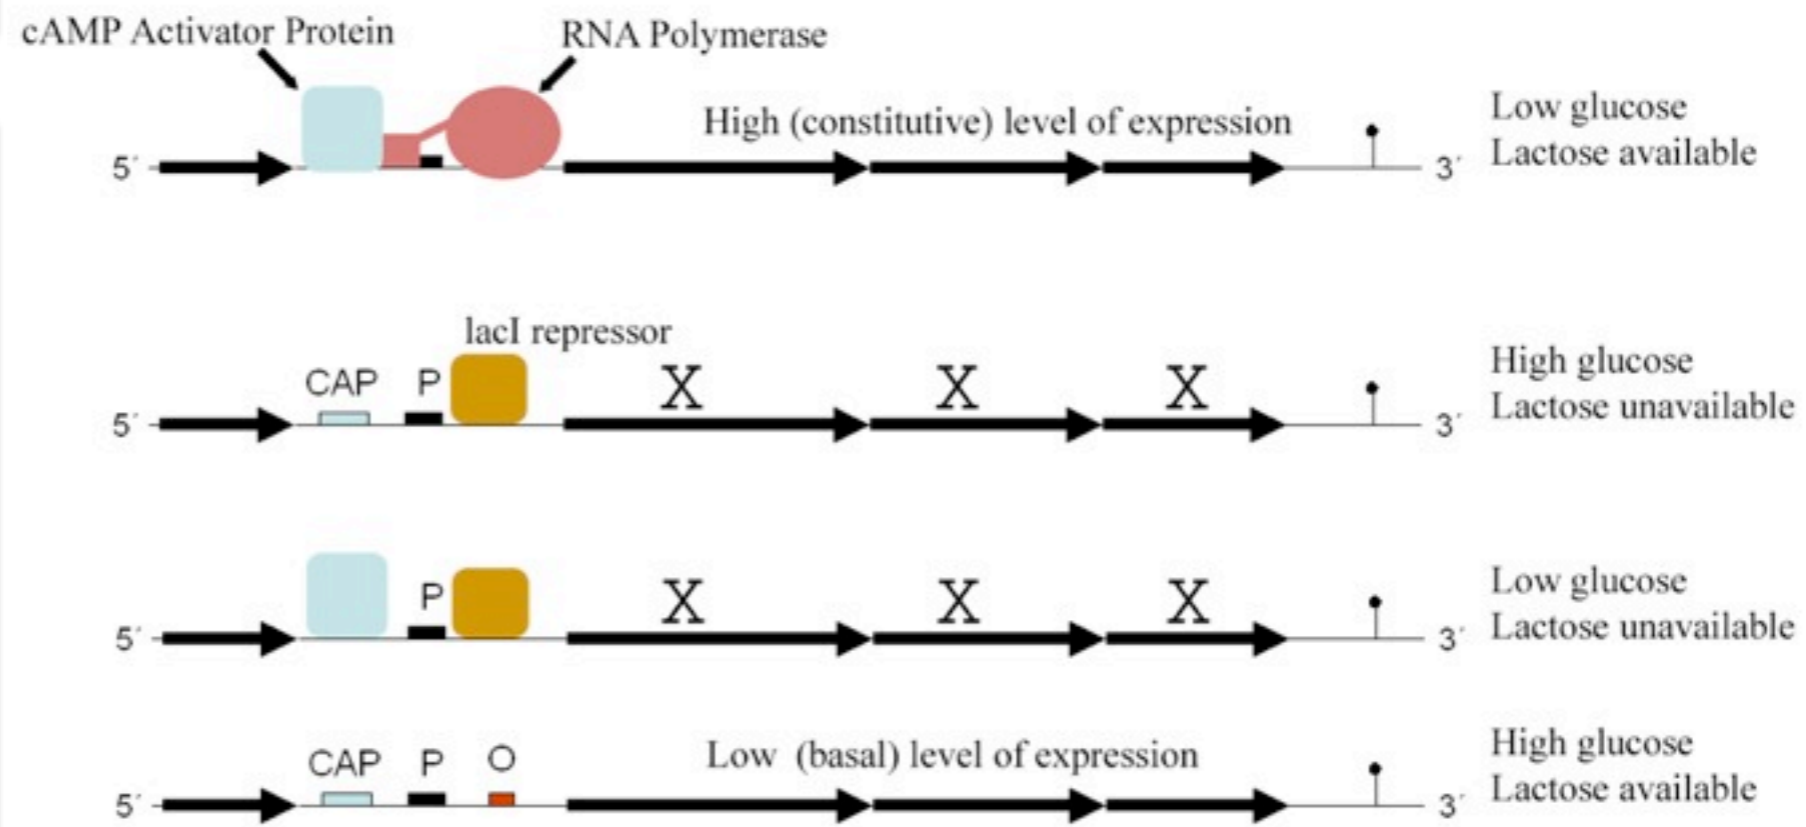 cAMP Activator Protein
RNA Polymerase
High (constitutive) level of expression
Low glucose
Lactose available
5´
3´
lacI repressor
CAP P
X X X
High glucose
Lactose unavailable
5´
3´
P
X X X
Low glucose
Lactose unavailable
5´
3´
CAP P O
Low (basal) level of expression
High glucose
Lactose available
5´
3´